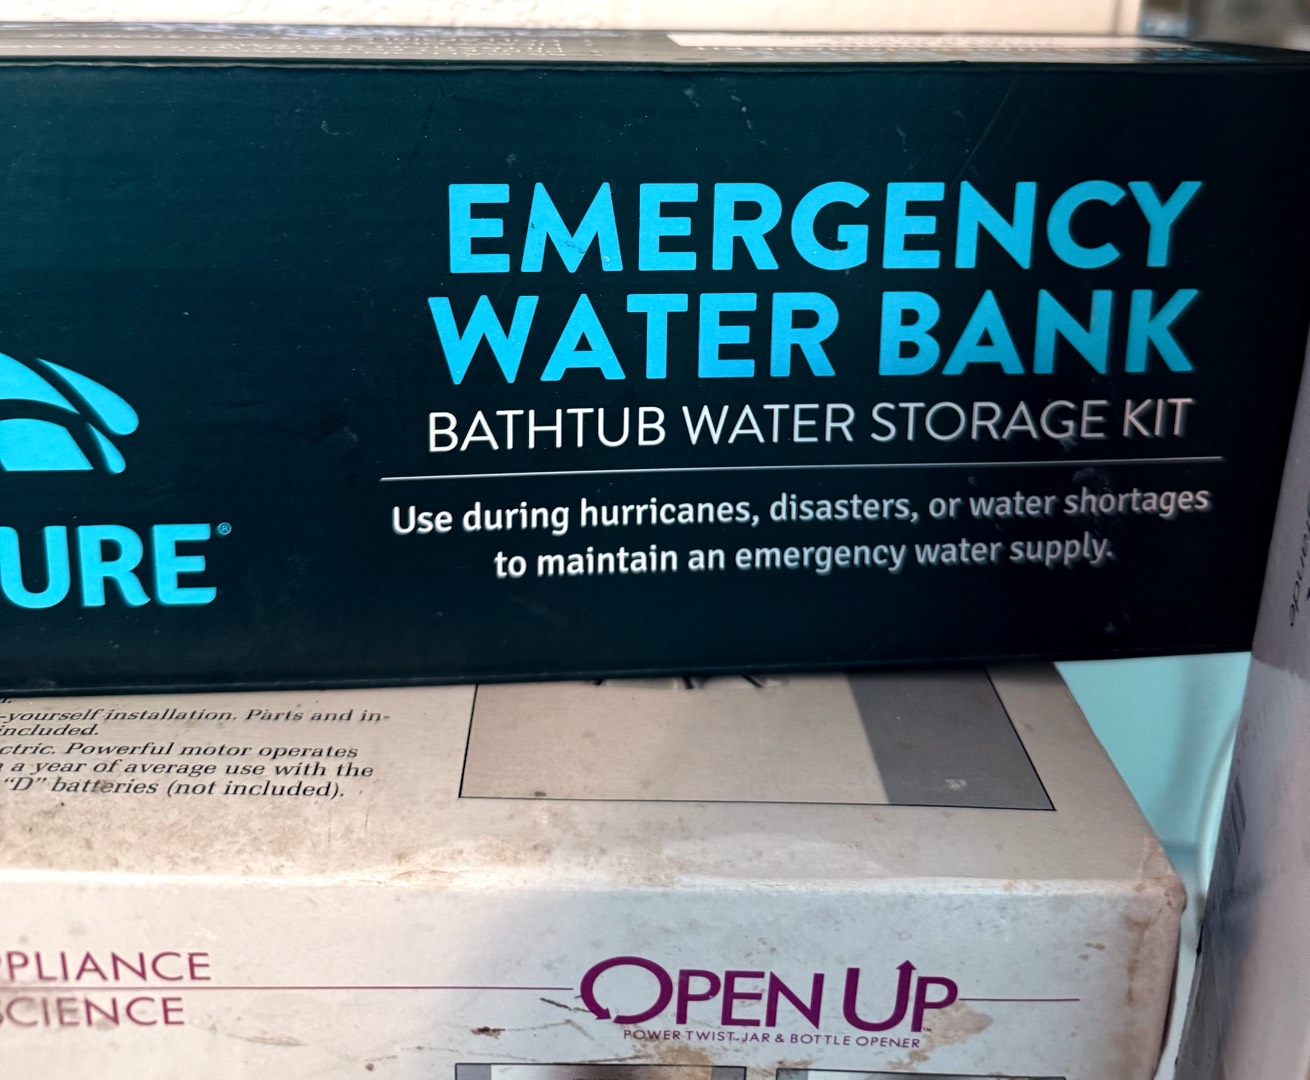 EMERGENCY
WATER BANK
BATHTUB WATER STORAGE KIT
Use during hurricanes, disasters, or water shortages
to maintain an emergency water supply.
URE®
-yourself installation. Parts and in-
included.
ctric. Powerful motor operates
a year of average use with the
"D" batteries (not included).
PPLIANCE
SCIENCE
OPEN UP
POWER TWIST JAR & BOTTLE OPENER